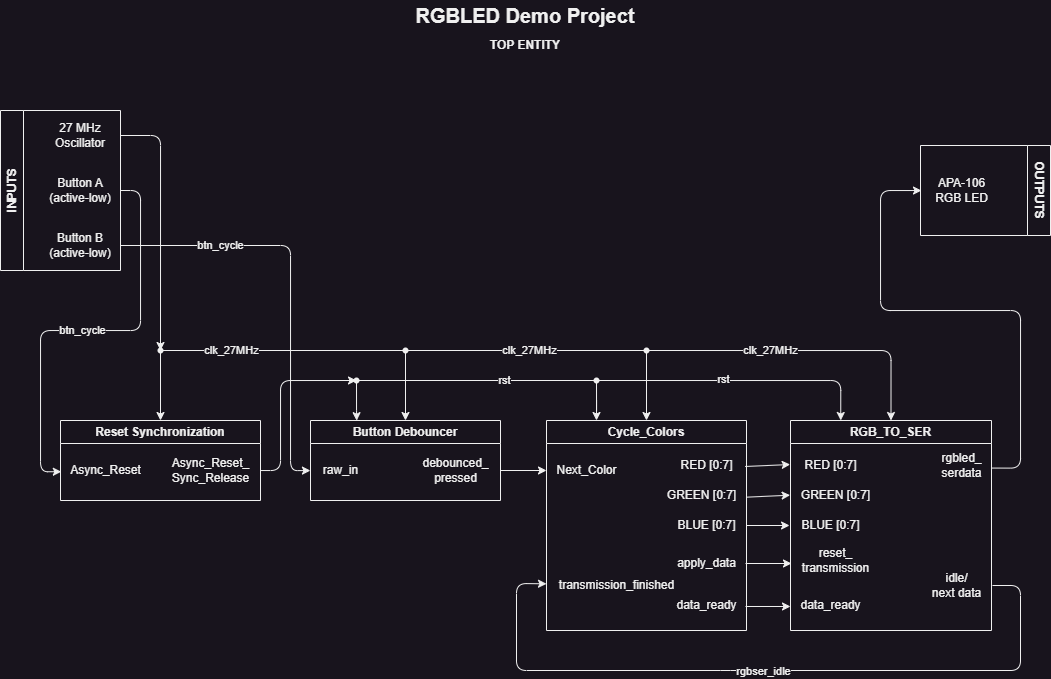 RGBLED Demo Project
TOP ENTITY
INPUTS
27 MHz
Oscillator
Button A
(active-low)
Button B
(active-low)
APA-106
RGB LED
OUTPUTS
btn_cycle
btn_cycle
clk_27MHz
clk_27MHz
clk_27MHz
rst
rst
Reset Synchronization
Async_Reset
Async_Reset_
Sync_Release
Button Debouncer
raw_in
debounced_
pressed
Cycle_Colors
Next_Color
RED [0:7]
GREEN [0:7]
BLUE [0:7]
apply_data
transmission_finished
data_ready
RGB_TO_SER
RED [0:7]
GREEN [0:7]
BLUE [0:7]
reset_
transmission
data_ready
rgbled_
serdata
idle/
next data
rgbser_idle